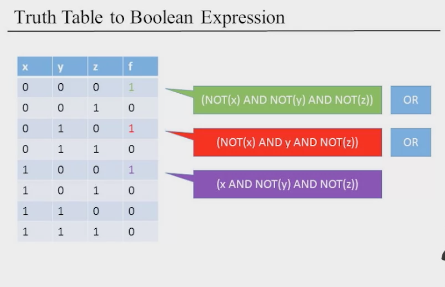 Truth Table to Boolean Expression
x y z f
0 0 0 1
0 0 1 0
0 1 0 1
0 1 1 0
1 0 0 1
1 0 1 0
1 1 0 0
1 1 1 0
(NOT(x) AND NOT(y) AND NOT(z)) OR
(NOT(x) AND y AND NOT(z)) OR
(x AND NOT(y) AND NOT(z))